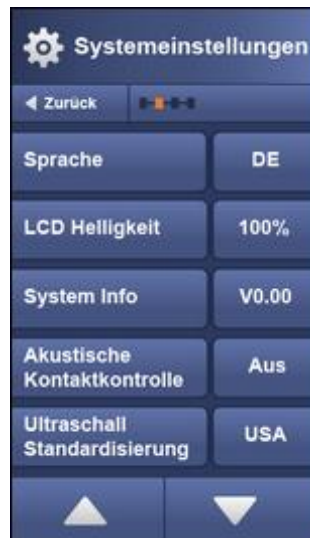 Systemeinstellungen
Zurück
Sprache
DE
LCD Helligkeit
100%
System Info
V0.00
Akustische
Kontaktkontrolle
Aus
Ultraschall
Standardisierung
USA